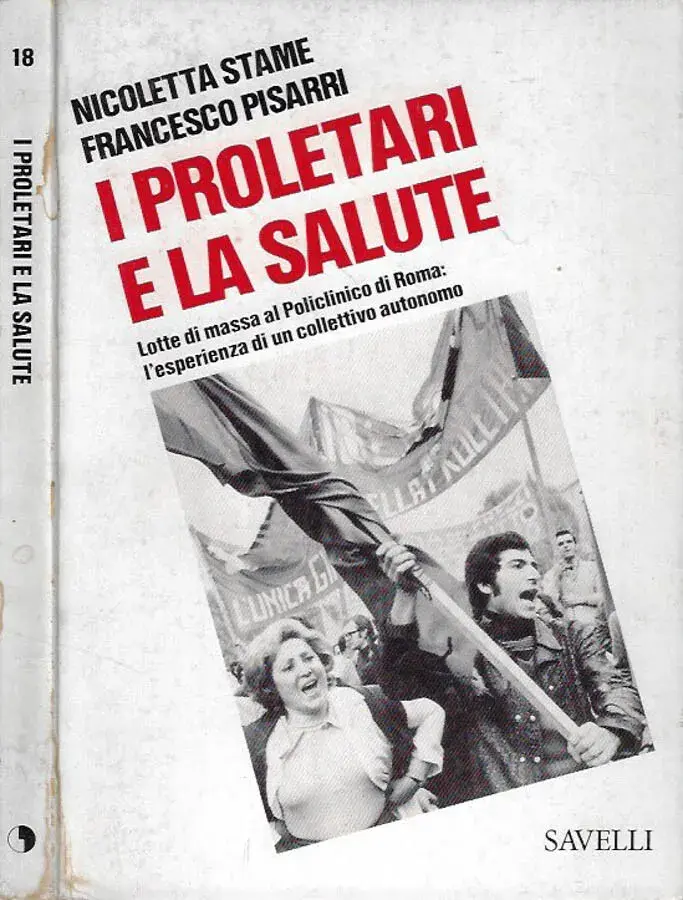 18
I PROLETARI E LA SALUTE
NICOLETTA STAME
FRANCESCO PISARRI
I PROLETARI
E LA SALUTE
Lotte di massa al Policlinico di Roma:
l'esperienza di un collettivo autonomo
L'UNICA
SAVELLI